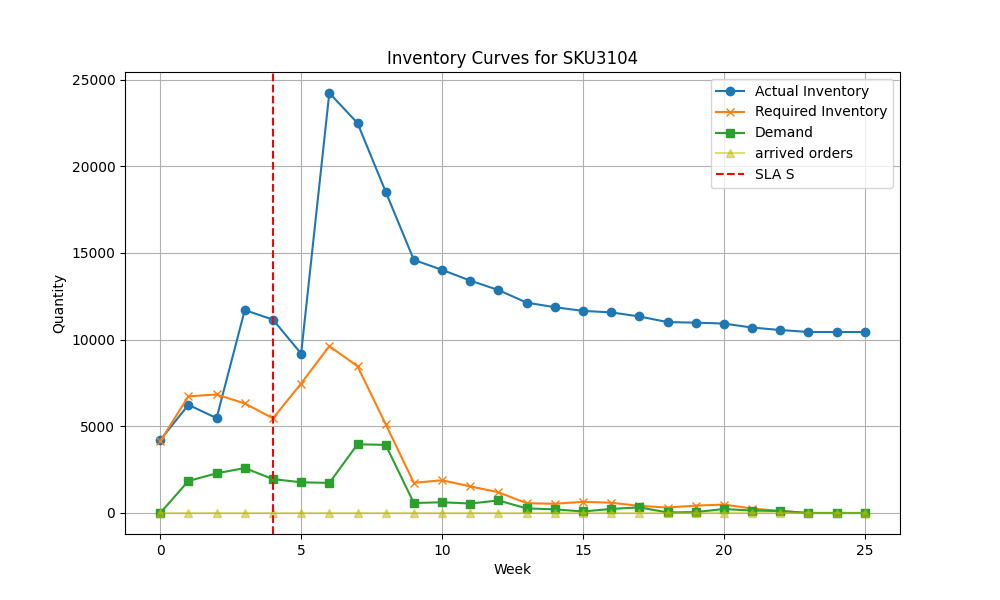 Inventory Curves for SKU3104
25000
20000
15000
10000
5000
0
Quantity
0 5 10 15 20 25
Week
Actual Inventory
Required Inventory
Demand
arrived orders
SLA S